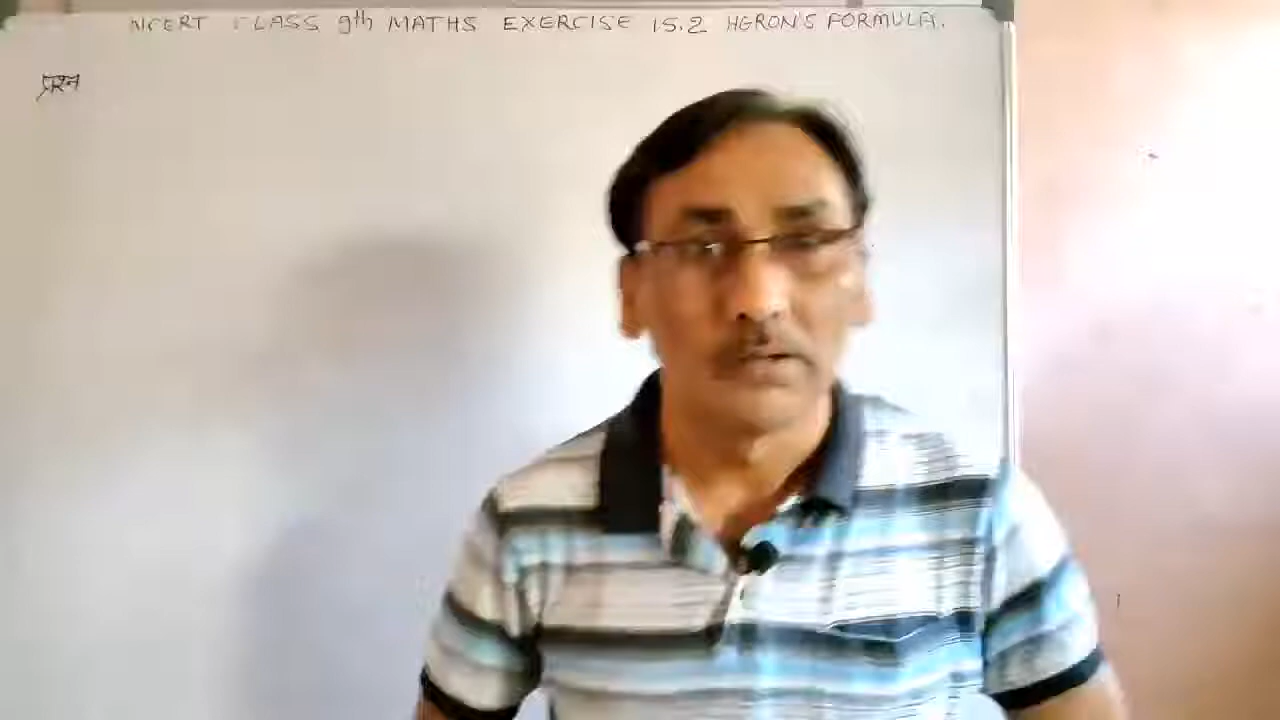 NCERT CLASS 9th MATHS EXERCISE 15.2 HERON'S FORMULA.
प्रश्न